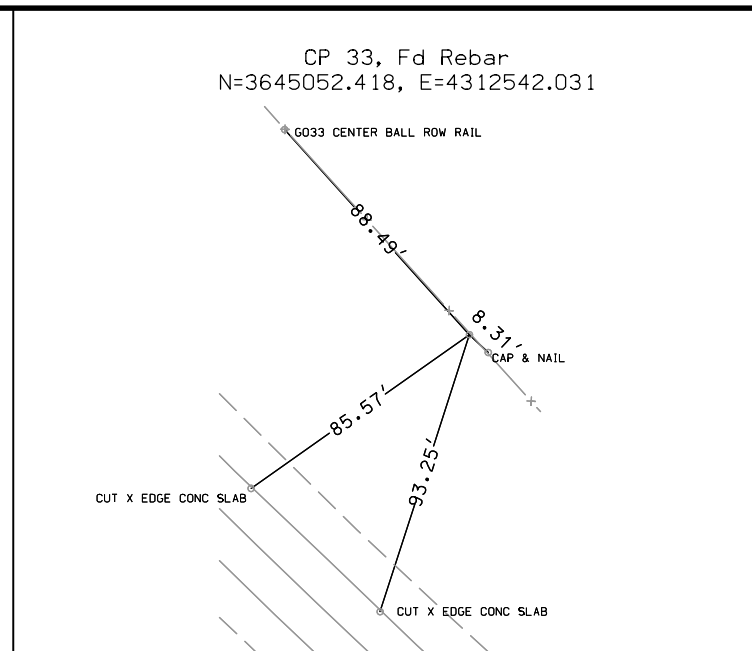 CP 33, Fd Rebar
N=3645052.418, E=4312542.031
GO33 CENTER BALL ROW RAIL
88.49'
8.31'
CAP & NAIL
85.57'
93.25'
CUT X EDGE CONC SLAB
CUT X EDGE CONC SLAB